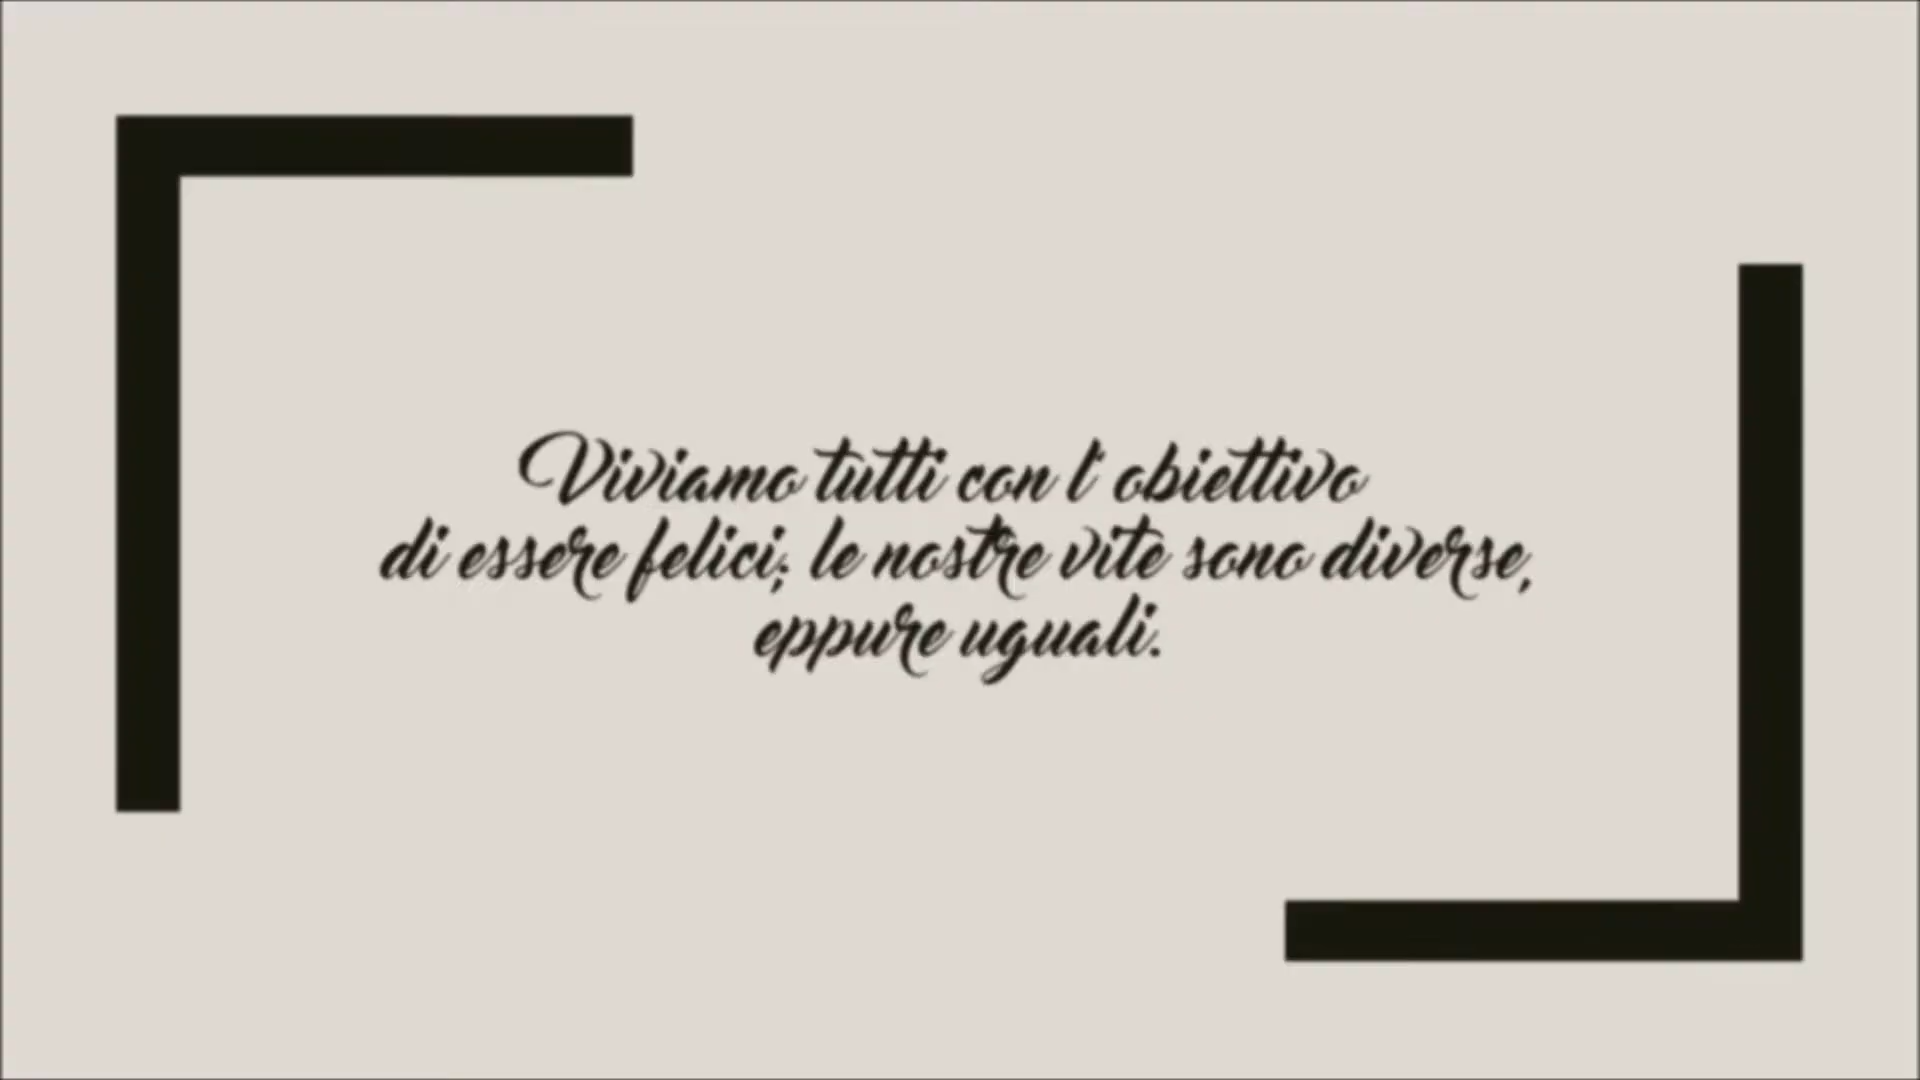 Viviamo tutti con l' obiettivo
di essere felici; le nostre vite sono diverse,
eppure uguali.